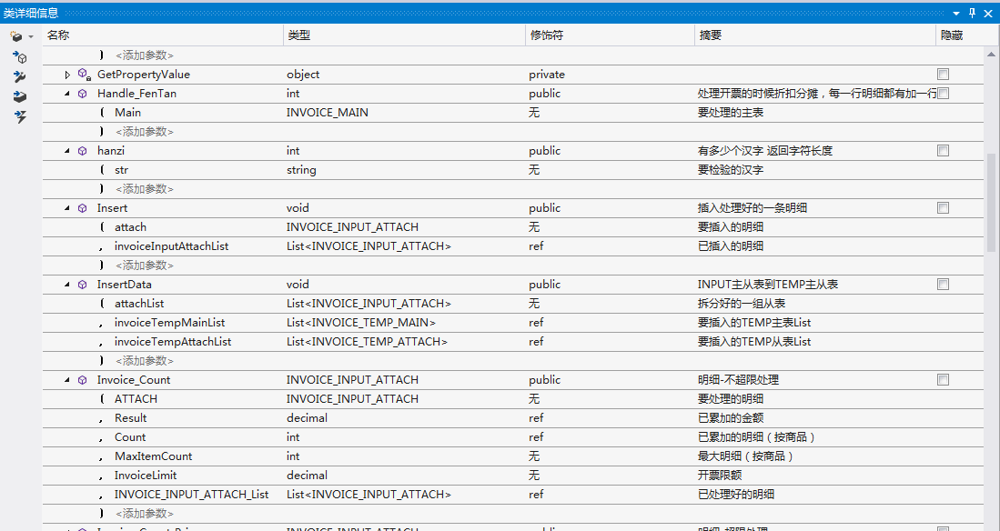 类详细信息
名称 类型 修饰符 摘要 隐藏
) <添加参数>
GetPropertyValue object private
Handle_FenTan int public 处理开票的时候折扣分摊，每一行明细都有加一行
( Main INVOICE_MAIN 无 要处理的主表
) <添加参数>
hanzi int public 有多少个汉字 返回字符长度
( str string 无 要检验的汉字
) <添加参数>
Insert void public 插入处理好的一条明细
( attach INVOICE_INPUT_ATTACH 无 要插入的明细
, invoiceInputAttachList List<INVOICE_INPUT_ATTACH> ref 已插入的明细
) <添加参数>
InsertData void public INPUT主从表到TEMP主从表
( attachList List<INVOICE_INPUT_ATTACH> 无 拆分好的一组从表
, invoiceTempMainList List<INVOICE_TEMP_MAIN> ref 要插入的TEMP主表List
, invoiceTempAttachList List<INVOICE_TEMP_ATTACH> ref 要插入的TEMP从表List
) <添加参数>
Invoice_Count INVOICE_INPUT_ATTACH public 明细-不超限处理
( ATTACH INVOICE_INPUT_ATTACH 无 要处理的明细
, Result decimal ref 已累加的金额
, Count int ref 已累加的明细（按商品）
, MaxItemCount int 无 最大明细（按商品）
, InvoiceLimit decimal 无 开票限额
, INVOICE_INPUT_ATTACH_List List<INVOICE_INPUT_ATTACH> ref 已处理好的明细
) <添加参数>